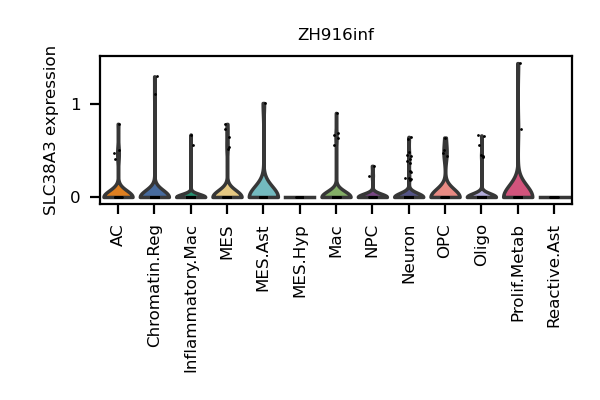 ZH916inf
SLC38A3 expression
1
0
AC
Chromatin.Reg
Inflammatory.Mac
MES
MES.Ast
MES.Hyp
Mac
NPC
Neuron
OPC
Oligo
Prolif.Metab
Reactive.Ast